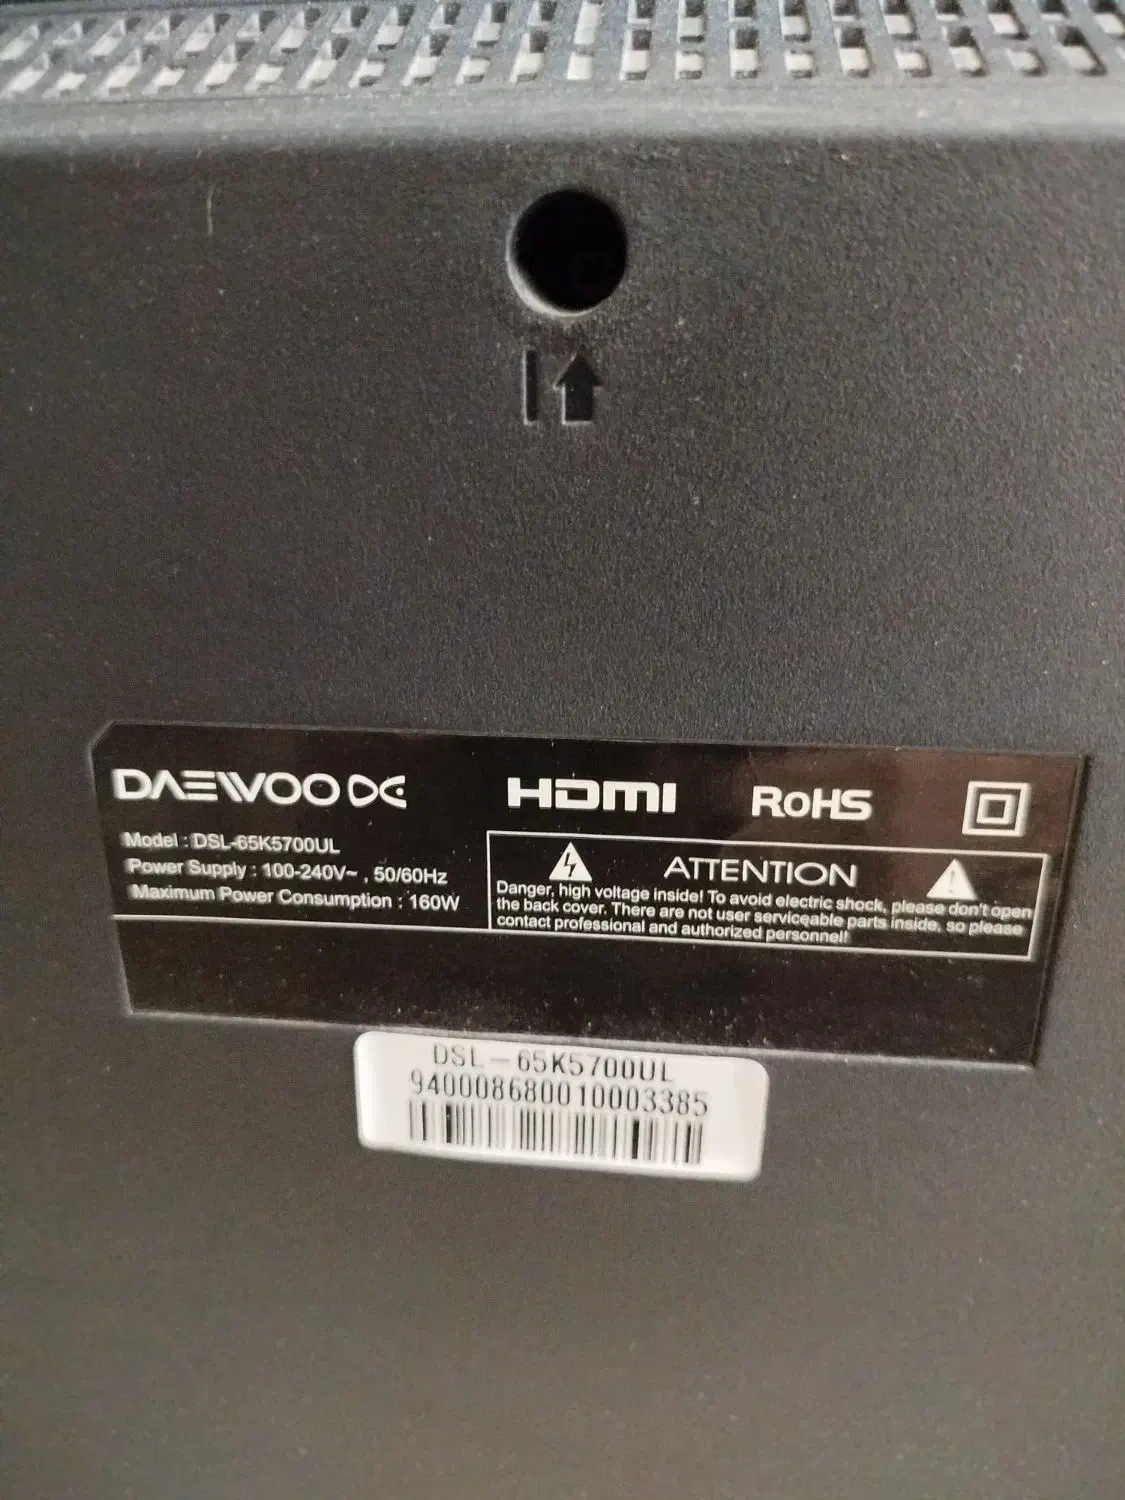 DAEWOO
HDMI
RoHS
Model : DSL-65K5700UL
Power Supply : 100-240V~ , 50/60Hz
Maximum Power Consumption : 160W
ATTENTION
Danger, high voltage inside! To avoid electric shock, please don't open
the back cover. There are not user serviceable parts inside, so please
contact professional and authorized personnel!
DSL-65K5700UL
940008680010003385